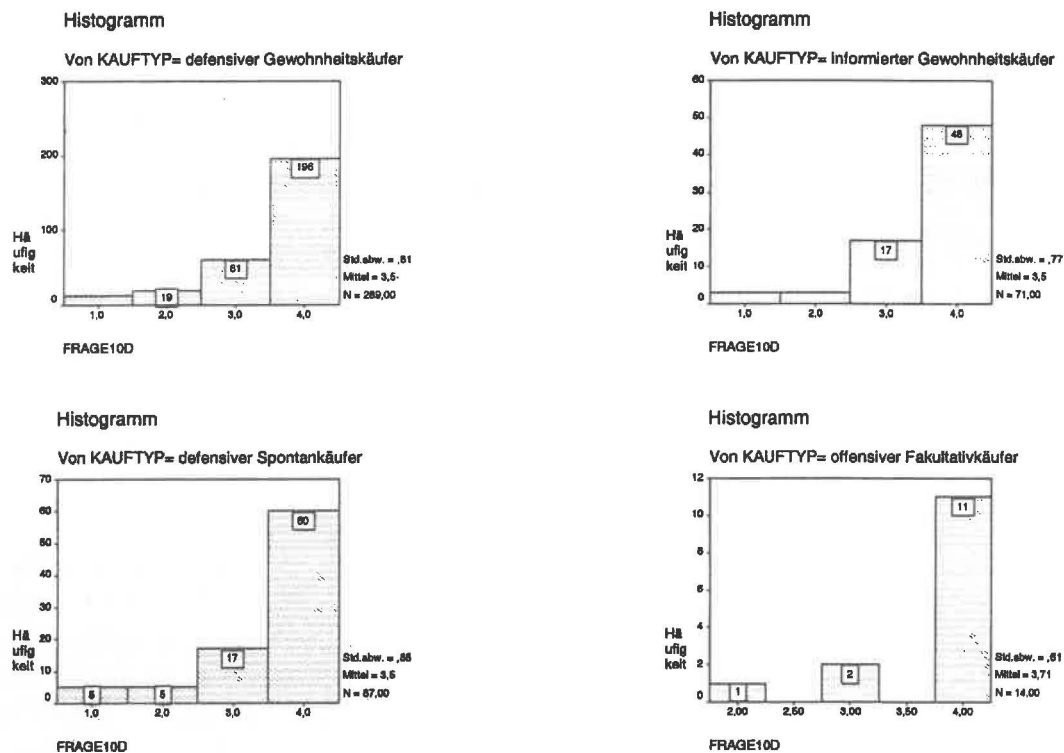 Histogramm
Von KAUFTYP= defensiver Gewohnheitskäufer
300
200
100
0
Hä
ufig
keit
196
61
19
1,0 2,0 3,0 4,0
Std.abw. = ,81
Mittel = 3,5
N = 289,00
FRAGE10D
Histogramm
Von KAUFTYP= informierter Gewohnheitskäufer
60
50
40
30
20
10
0
Hä
ufig
keit
48
17
1,0 2,0 3,0 4,0
Std.abw. = ,77
Mittel = 3,5
N = 71,00
FRAGE10D
Histogramm
Von KAUFTYP= defensiver Spontankäufer
70
60
50
40
30
20
10
0
Hä
ufig
keit
60
17
5 5
1,0 2,0 3,0 4,0
Std.abw. = ,85
Mittel = 3,5
N = 87,00
FRAGE10D
Histogramm
Von KAUFTYP= offensiver Fakultativkäufer
12
10
8
6
4
2
0
Hä
ufig
keit
11
2
1
2,00 2,50 3,00 3,50 4,00
Std.abw. = ,61
Mittel = 3,71
N = 14,00
FRAGE10D